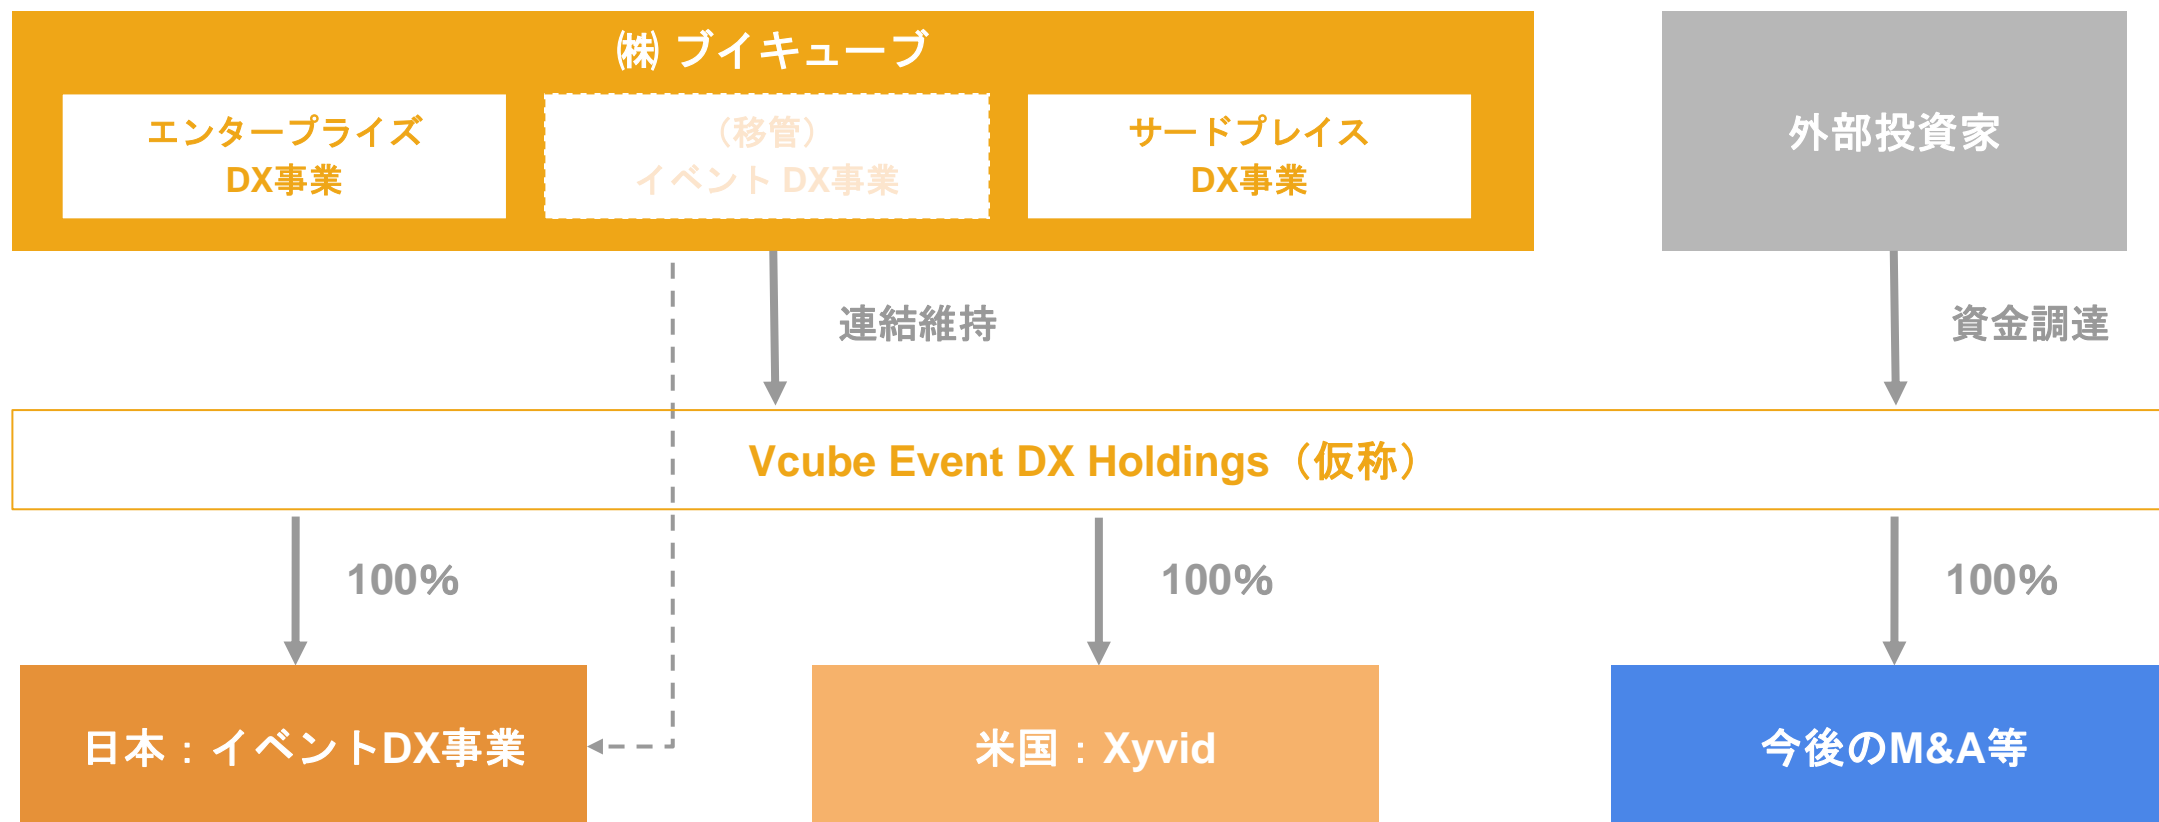 ㈱ ブイキューブ
外部投資家
エンタープライズ
DX事業
（移管）
イベント DX事業
サードプレイス
DX事業
連結維持
資金調達
Vcube Event DX Holdings（仮称）
100%
100%
100%
日本：イベントDX事業
米国：Xyvid
今後のM&A等